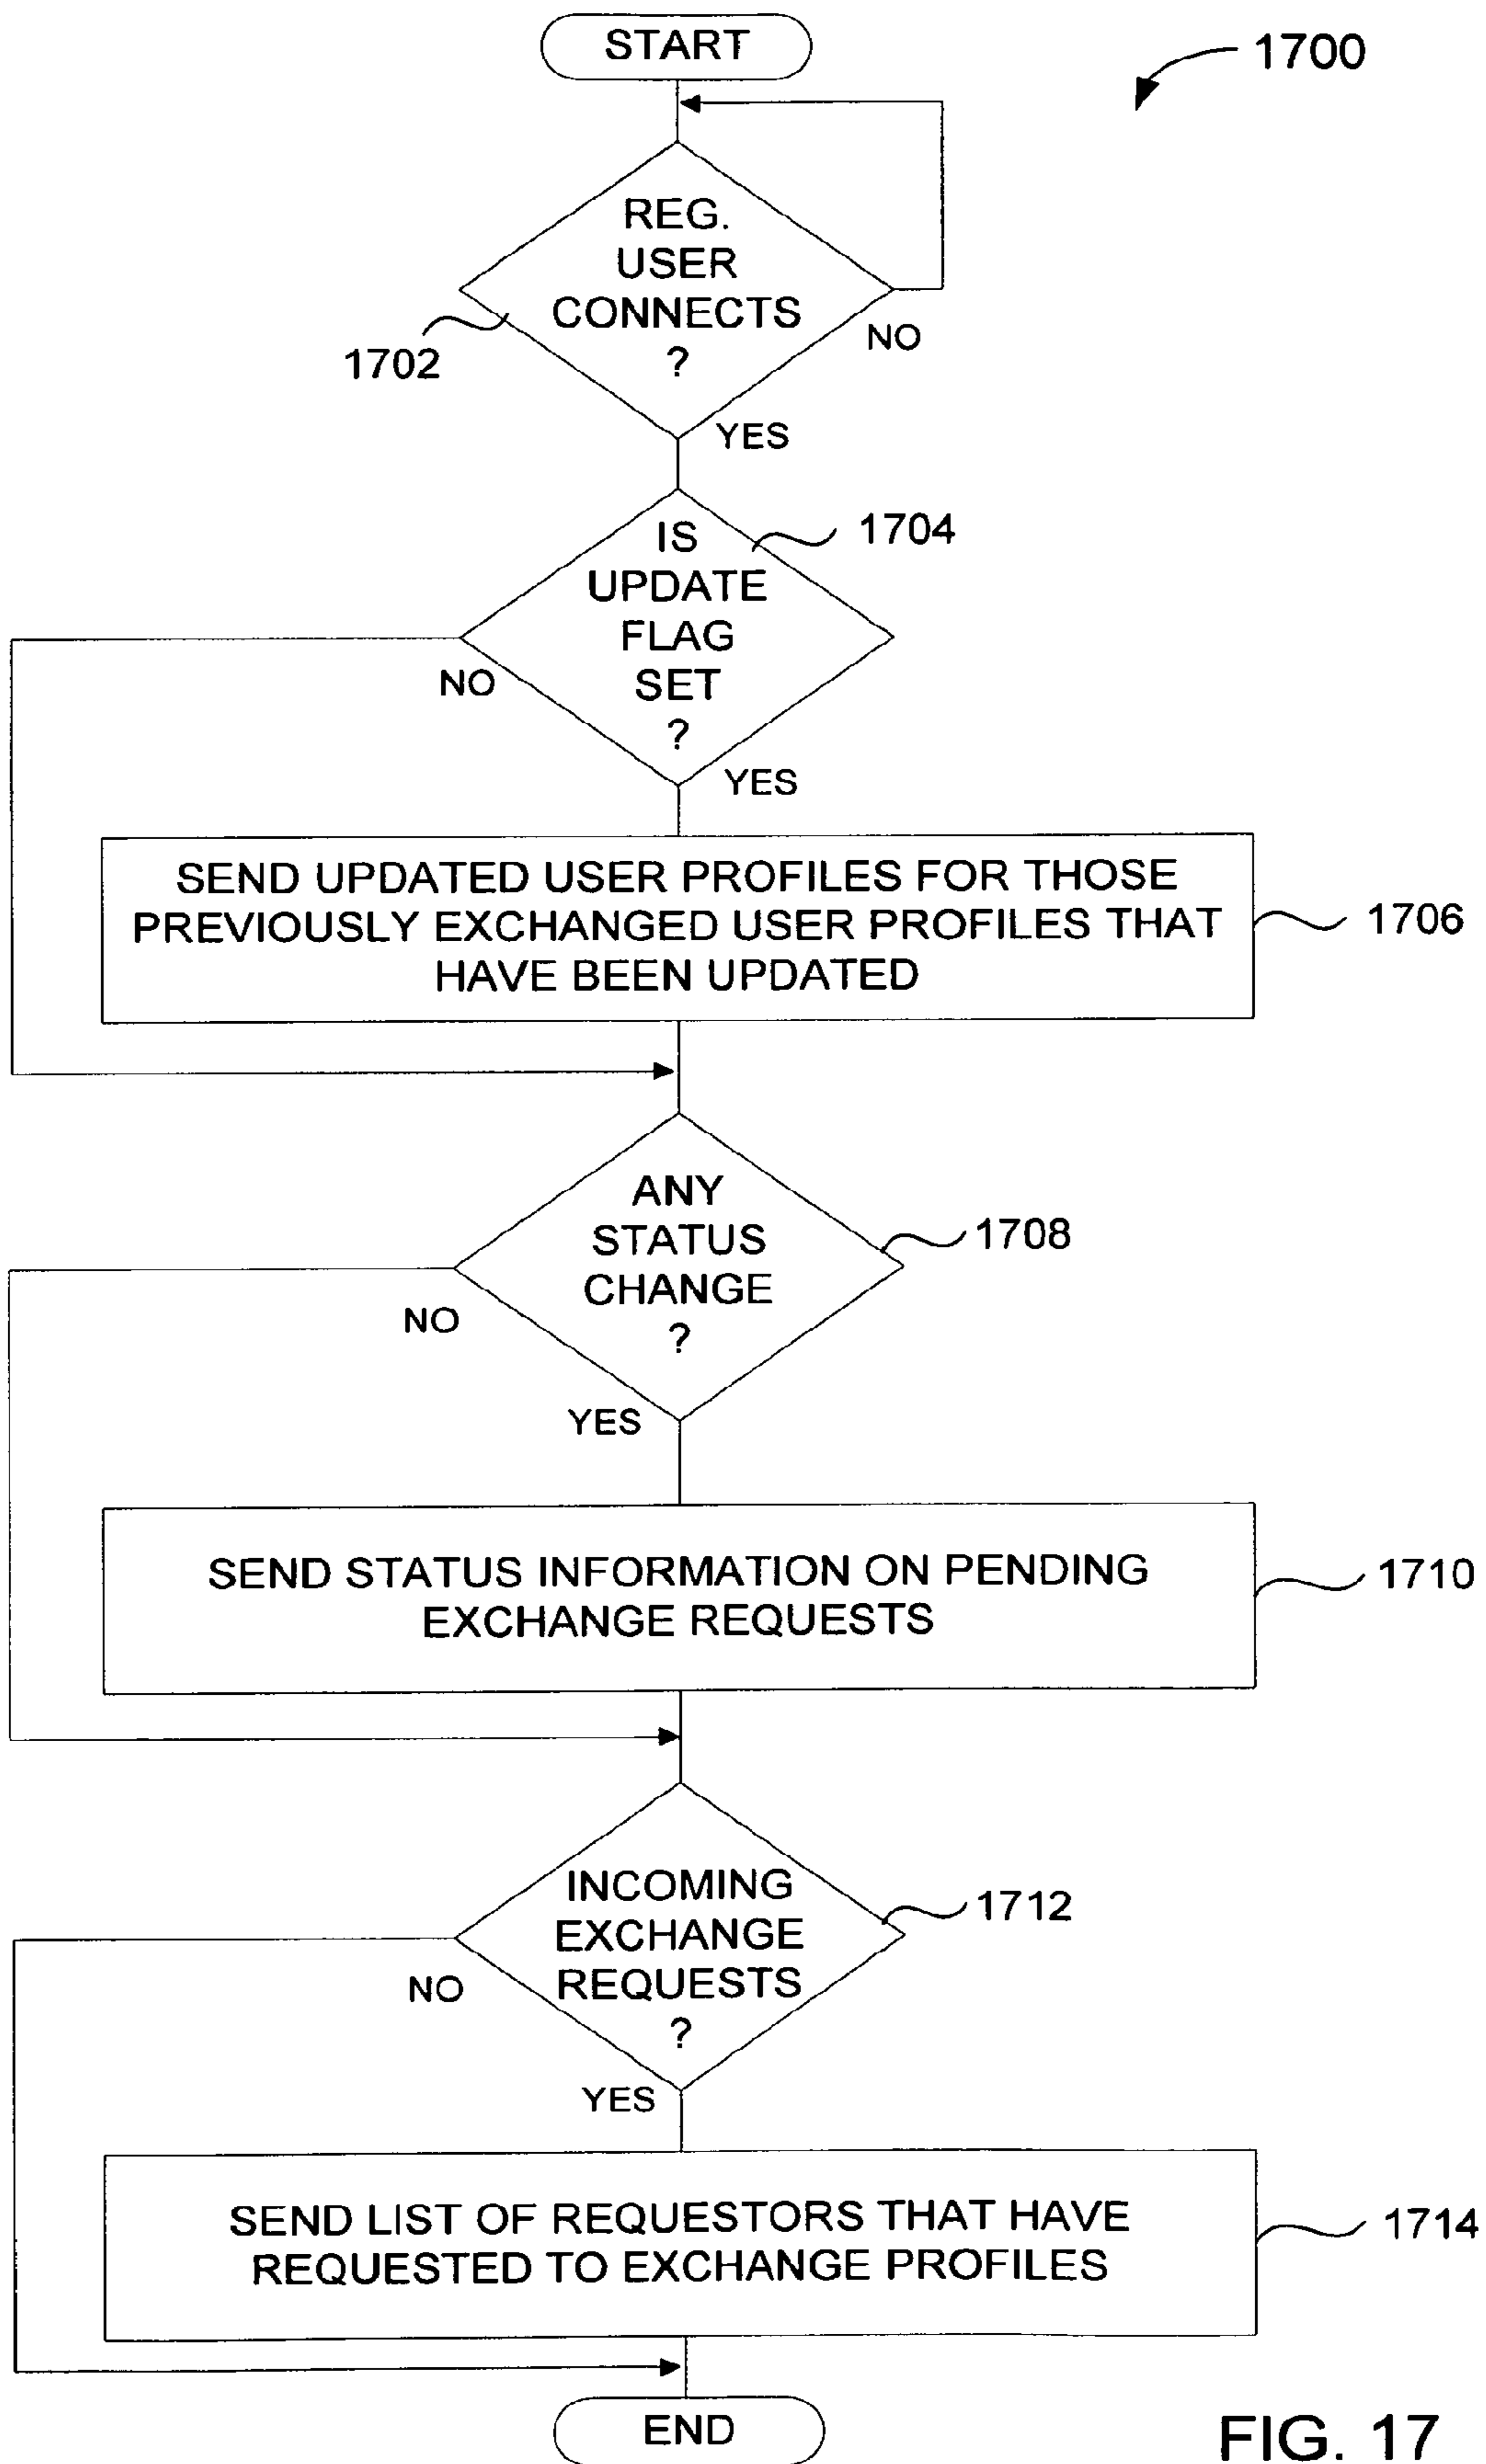 START
1700
REG.
USER
CONNECTS
?
1702
NO
YES
IS
UPDATE
FLAG
SET
?
1704
NO
YES
SEND UPDATED USER PROFILES FOR THOSE
PREVIOUSLY EXCHANGED USER PROFILES THAT
HAVE BEEN UPDATED
1706
ANY
STATUS
CHANGE
?
1708
NO
YES
SEND STATUS INFORMATION ON PENDING
EXCHANGE REQUESTS
1710
INCOMING
EXCHANGE
REQUESTS
?
1712
NO
YES
SEND LIST OF REQUESTORS THAT HAVE
REQUESTED TO EXCHANGE PROFILES
1714
END
FIG. 17